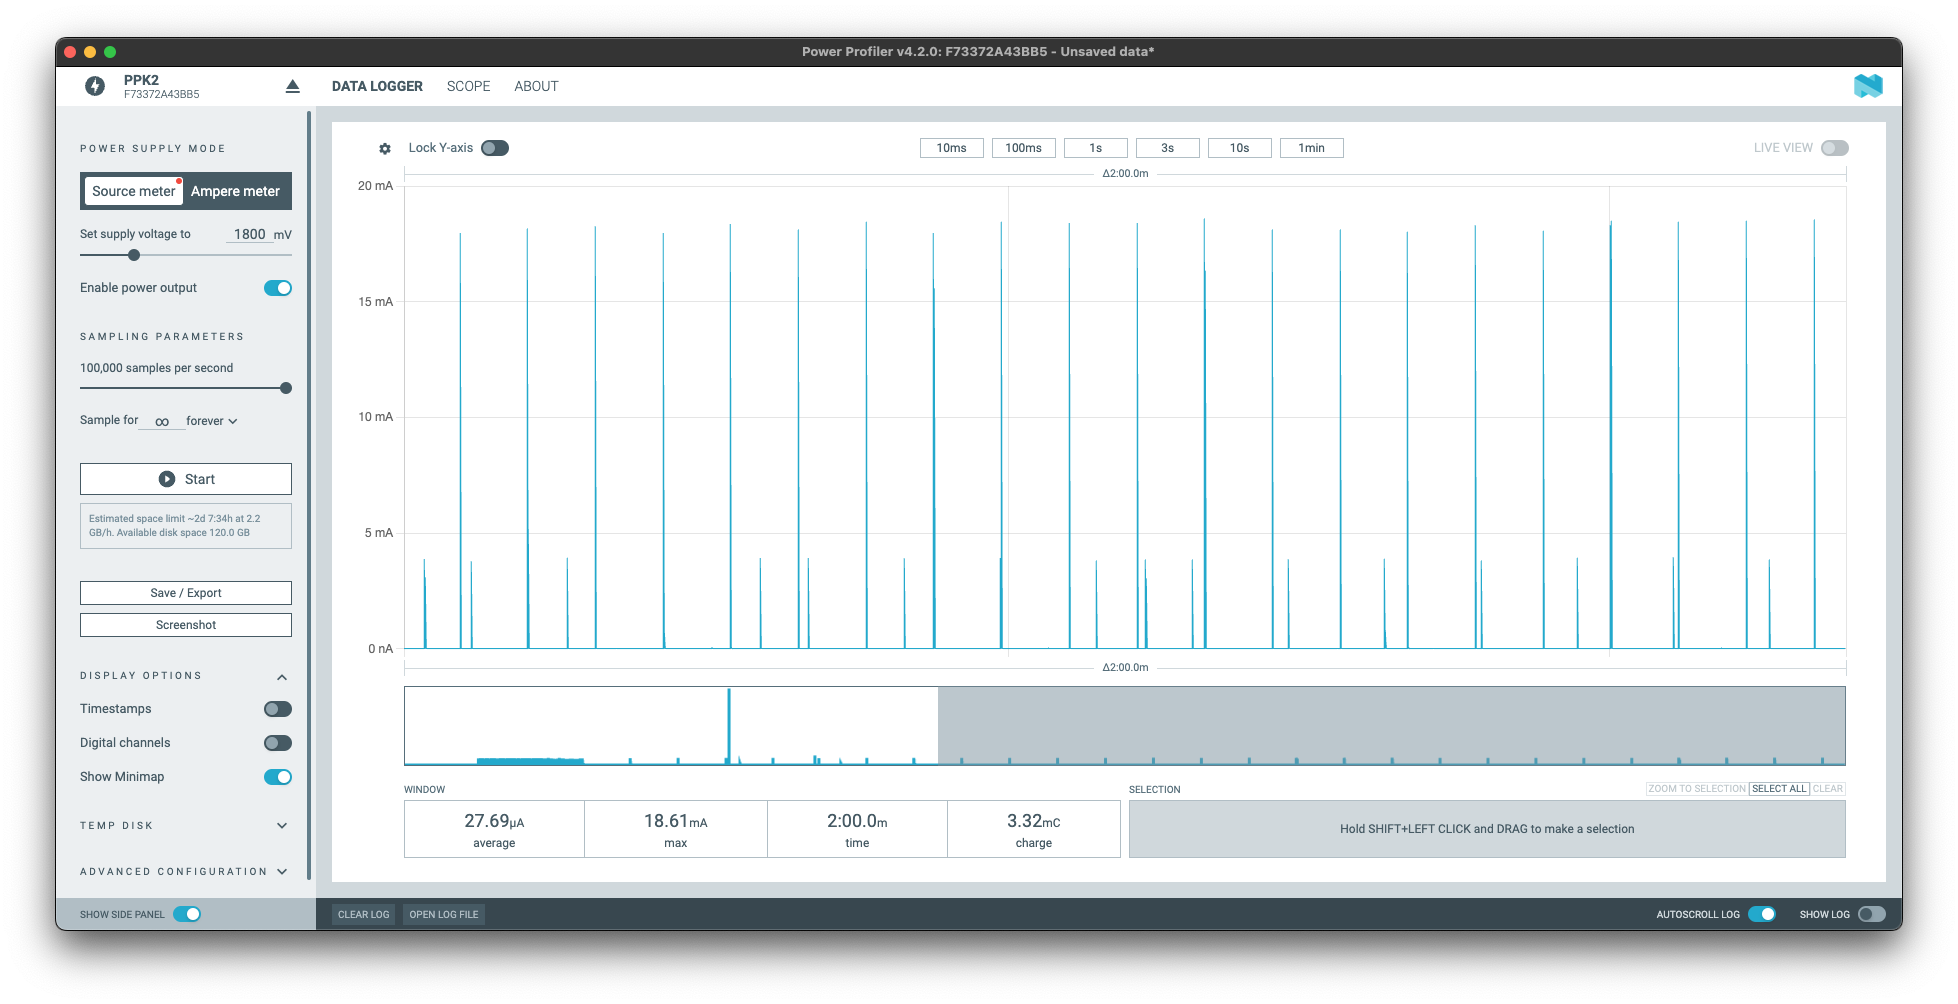 Power Profiler v4.2.0: F73372A43BB5 - Unsaved data*
PPK2
F73372A43BB5
DATA LOGGER
SCOPE
ABOUT
POWER SUPPLY MODE
Source meter
Ampere meter
Set supply voltage to 1800 mV
Enable power output
SAMPLING PARAMETERS
100,000 samples per second
Sample for ∞ forever
Start
Estimated space limit ~2d 7:34h at 2.2
GB/h. Available disk space 120.0 GB
Save / Export
Screenshot
DISPLAY OPTIONS
Timestamps
Digital channels
Show Minimap
TEMP DISK
ADVANCED CONFIGURATION
SHOW SIDE PANEL
Lock Y-axis
10ms
100ms
1s
3s
10s
1min
LIVE VIEW
Δ2:00.0m
20 mA
15 mA
10 mA
5 mA
0 nA
Δ2:00.0m
WINDOW
27.69μA
average
18.61mA
max
2:00.0m
time
3.32mC
charge
SELECTION
ZOOM TO SELECTION
SELECT ALL
CLEAR
Hold SHIFT+LEFT CLICK and DRAG to make a selection
CLEAR LOG
OPEN LOG FILE
AUTOSCROLL LOG
SHOW LOG